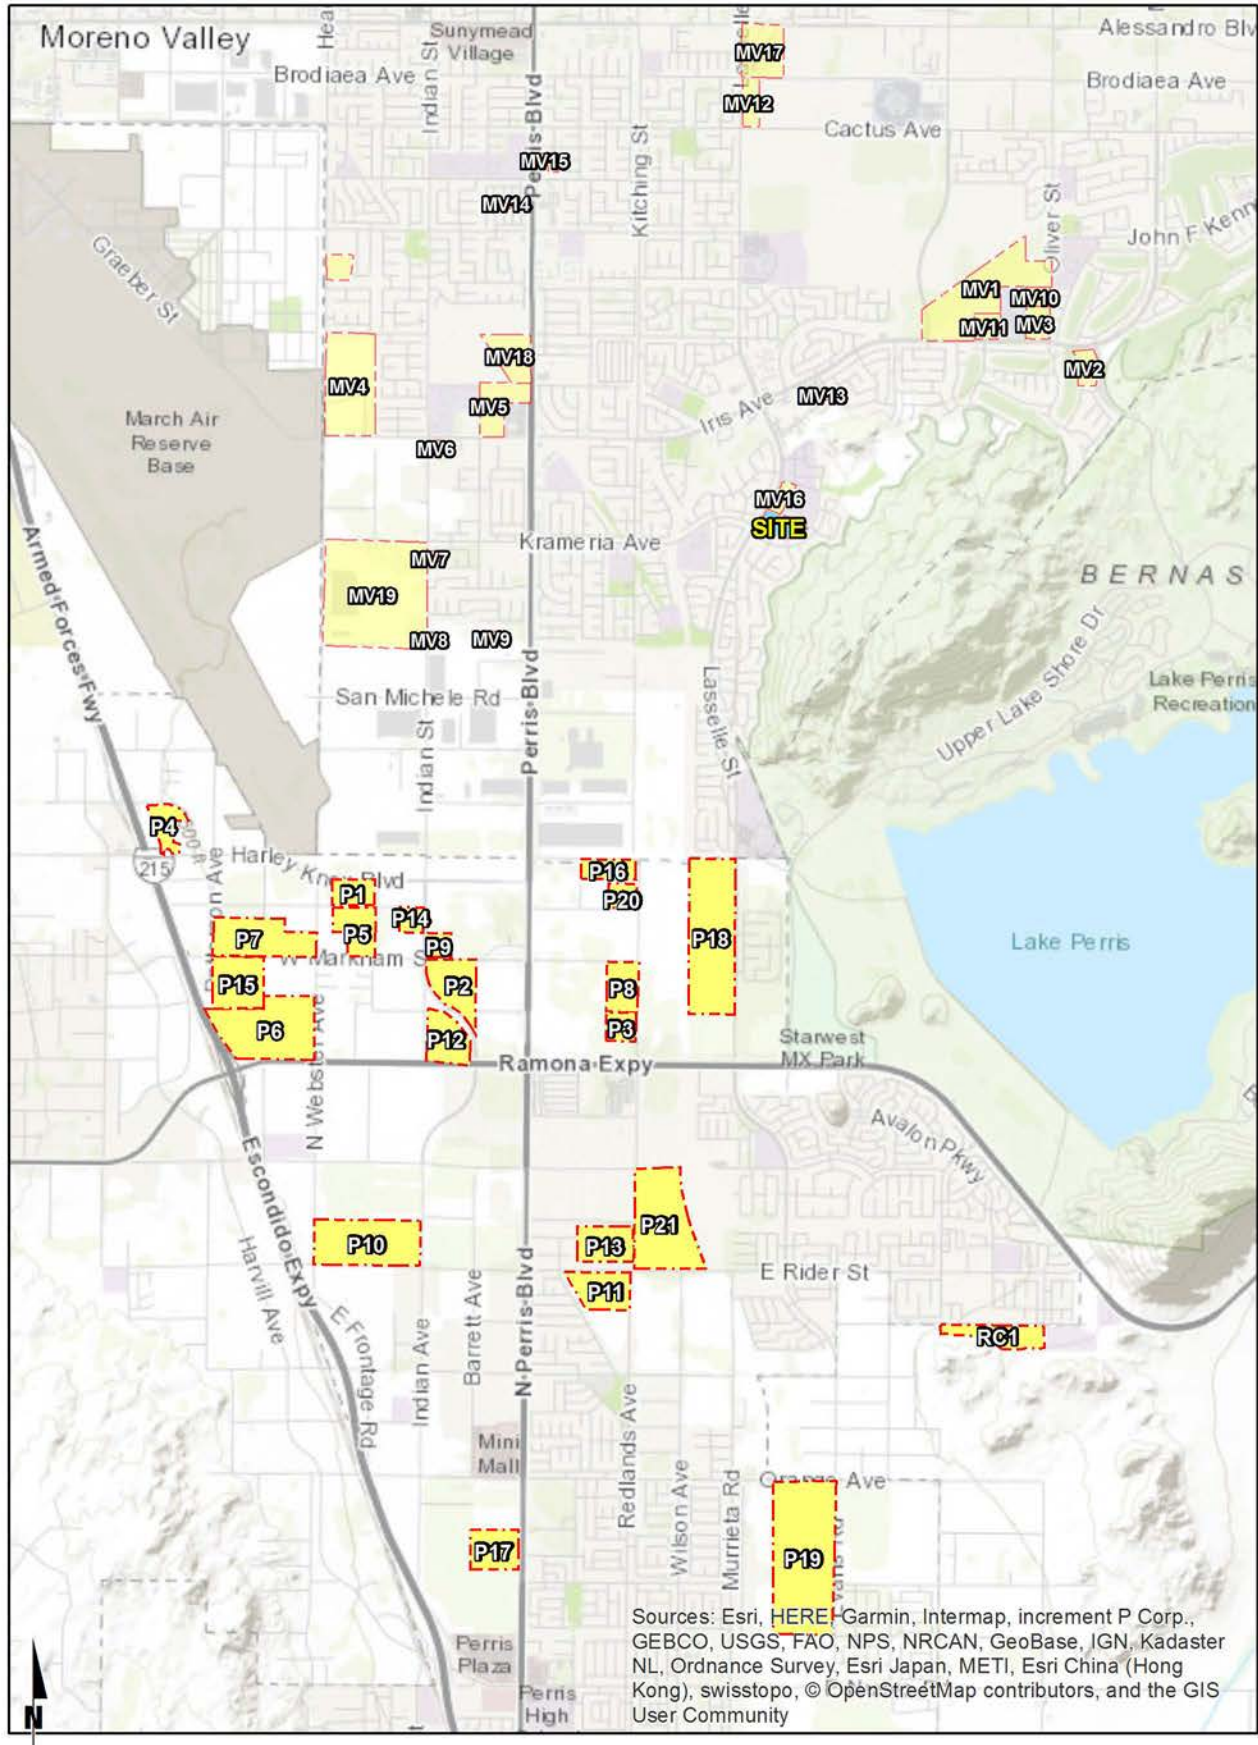 Moreno Valley
Sunymead
Village
MV17
Alessandro Blv
Hea
Brodiaea Ave
Indian St
Perris Blvd
Brodiaea Ave
MV12
Cactus Ave
MV15
Kitching St
MV14
Oliver St
John F Kenn
Graeber St
MV1
MV10
MV11
MV3
MV18
MV2
MV4
MV5
MV13
Iris Ave
March Air
Reserve
Base
MV6
MV16
SITE
Krameria Ave
MV7
BERNAS
MV19
MV8
MV9
Armed Forces Fwy
Upper Lake Shore Dr
Lake Perris
Recreation
San Michele Rd
Perris Blvd
Lasselle St
Indian St
P4
215
Harley Knox Blvd
P16
P1
P20
P14
P7
P5
P9
P18
Lake Perris
W Markham S
P15
P2
P8
P6
P12
P3
Starwest
MX Park
Ramona Expy
N Webster Ave
Avalon Pkwy
Escondido Expy
P21
P10
P13
E Rider St
P11
Harvill Ave
Barrett Ave
N Perris Blvd
E Frontage Rd
Indian Ave
RC1
Mini
Mall
Redlands Ave
Wilson Ave
Murrieta Rd
Orange Ave
P17
P19
Evans Rd
Perris
Plaza
Perris
High
Sources: Esri, HERE, Garmin, Intermap, increment P Corp.,
GEBCO, USGS, FAO, NPS, NRCAN, GeoBase, IGN, Kadaster
NL, Ordnance Survey, Esri Japan, METI, Esri China (Hong
Kong), swisstopo, © OpenStreetMap contributors, and the GIS
User Community
N